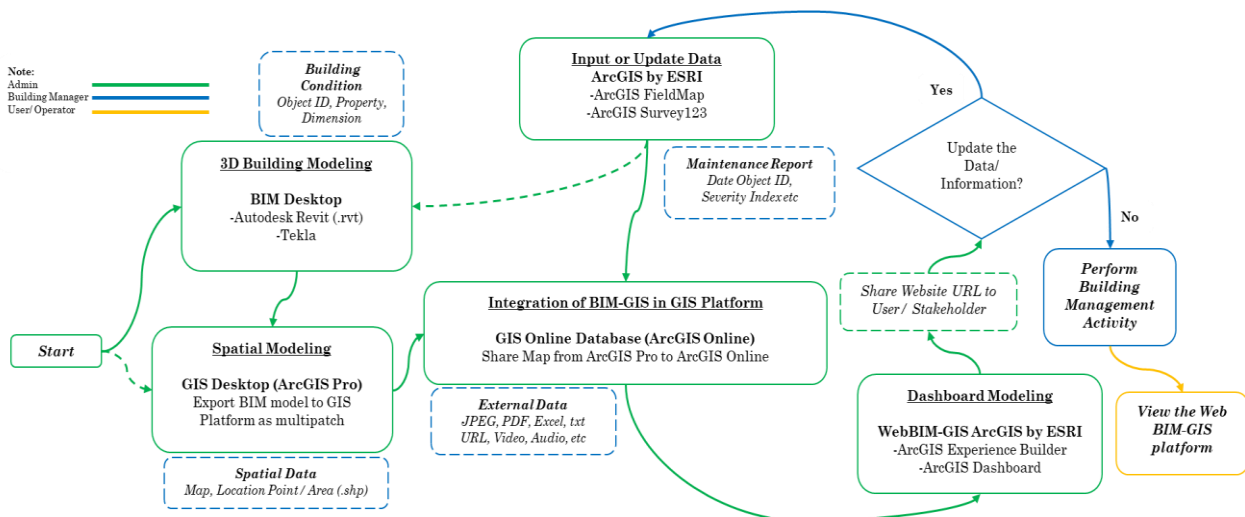 Note:
Admin
Building Manager
User/ Operator
Building
Condition
Object ID, Property,
Dimension
3D Building Modeling
BIM Desktop
-Autodesk Revit (.rvt)
-Tekla
Start
Spatial Modeling
GIS Desktop (ArcGIS Pro)
Export BIM model to GIS
Platform as multipatch
Spatial Data
Map, Location Point / Area (.shp)
Input or Update Data
ArcGIS by ESRI
-ArcGIS FieldMap
-ArcGIS Survey123
Maintenance Report
Date Object ID,
Severity Index etc
Integration of BIM-GIS in GIS Platform
GIS Online Database (ArcGIS Online)
Share Map from ArcGIS Pro to ArcGIS Online
External Data
JPEG, PDF, Excel, txt
URL, Video, Audio, etc
Yes
Update the
Data/
Information?
No
Share Website URL to
User / Stakeholder
Perform
Building
Management
Activity
Dashboard Modeling
WebBIM-GIS ArcGIS by ESRI
-ArcGIS Experience Builder
-ArcGIS Dashboard
View the Web
BIM-GIS
platform